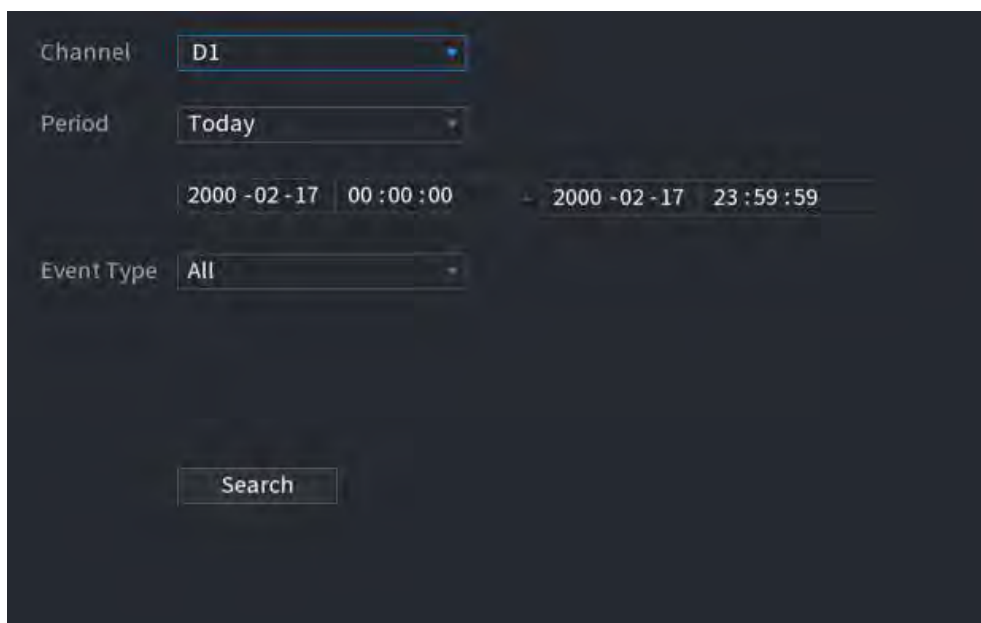 Channel D1
Period Today
2000 -02 -17 00 :00 :00 - 2000 -02 -17 23 :59 :59
Event Type All
Search